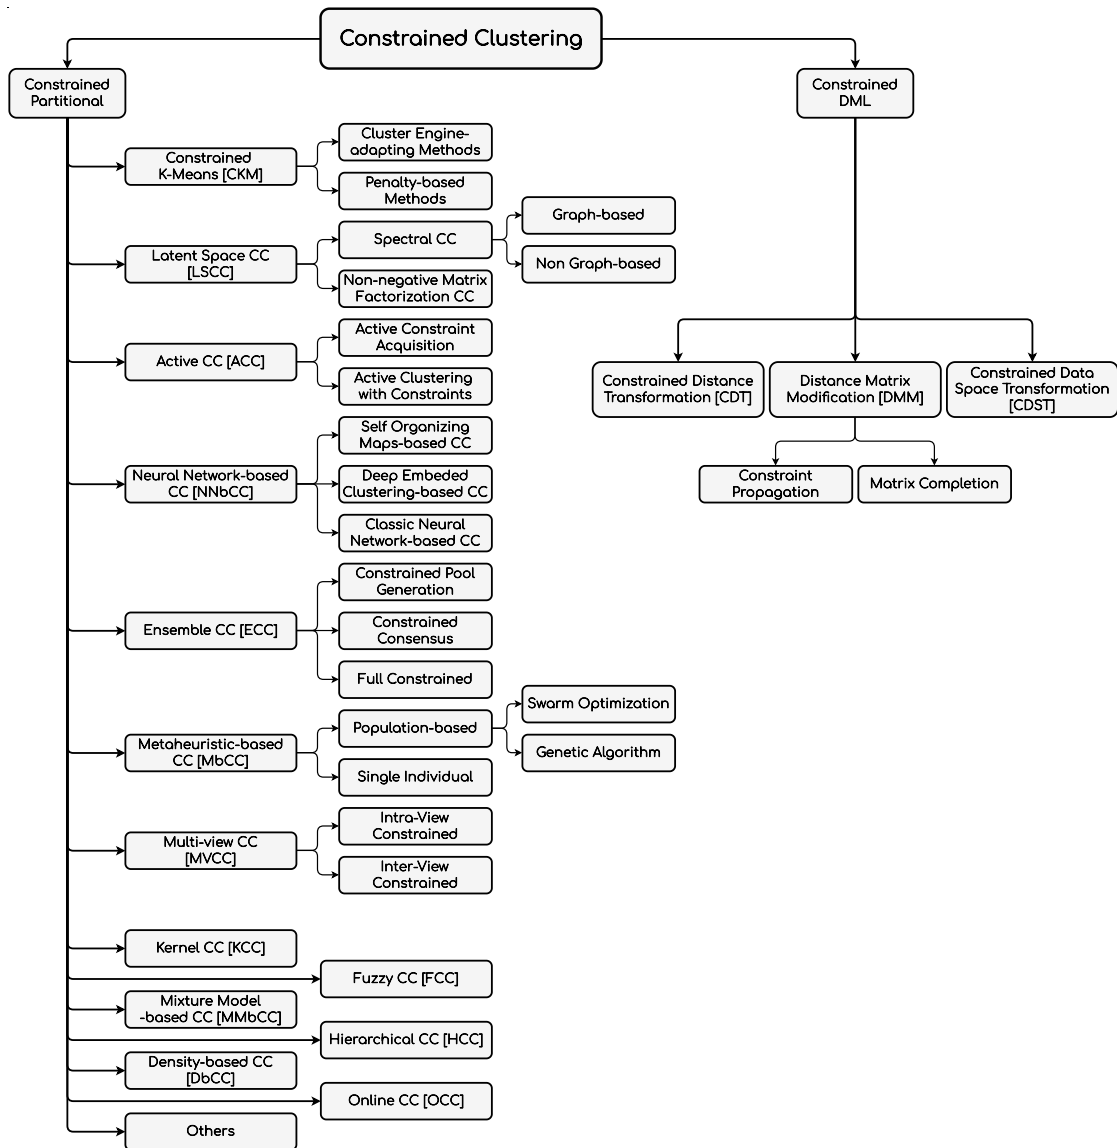 Constrained Clustering
Constrained
Partitional
Constrained
DML
Constrained
K-Means [CKM]
Cluster Engine-
adapting Methods
Penalty-based
Methods
Latent Space CC
[LSCC]
Spectral CC
Graph-based
Non Graph-based
Non-negative Matrix
Factorization CC
Active CC [ACC]
Active Constraint
Acquisition
Active Clustering
with Constraints
Neural Network-based
CC [NNbCC]
Self Organizing
Maps-based CC
Deep Embeded
Clustering-based CC
Classic Neural
Network-based CC
Ensemble CC [ECC]
Constrained Pool
Generation
Constrained
Consensus
Full Constrained
Metaheuristic-based
CC [MbCC]
Population-based
Swarm Optimization
Genetic Algorithm
Single Individual
Multi-view CC
[MVCC]
Intra-View
Constrained
Inter-View
Constrained
Kernel CC [KCC]
Fuzzy CC [FCC]
Mixture Model
-based CC [MMbCC]
Hierarchical CC [HCC]
Density-based CC
[DbCC]
Online CC [OCC]
Others
Constrained Distance
Transformation [CDT]
Distance Matrix
Modification [DMM]
Constrained Data
Space Transformation
[CDST]
Constraint
Propagation
Matrix Completion